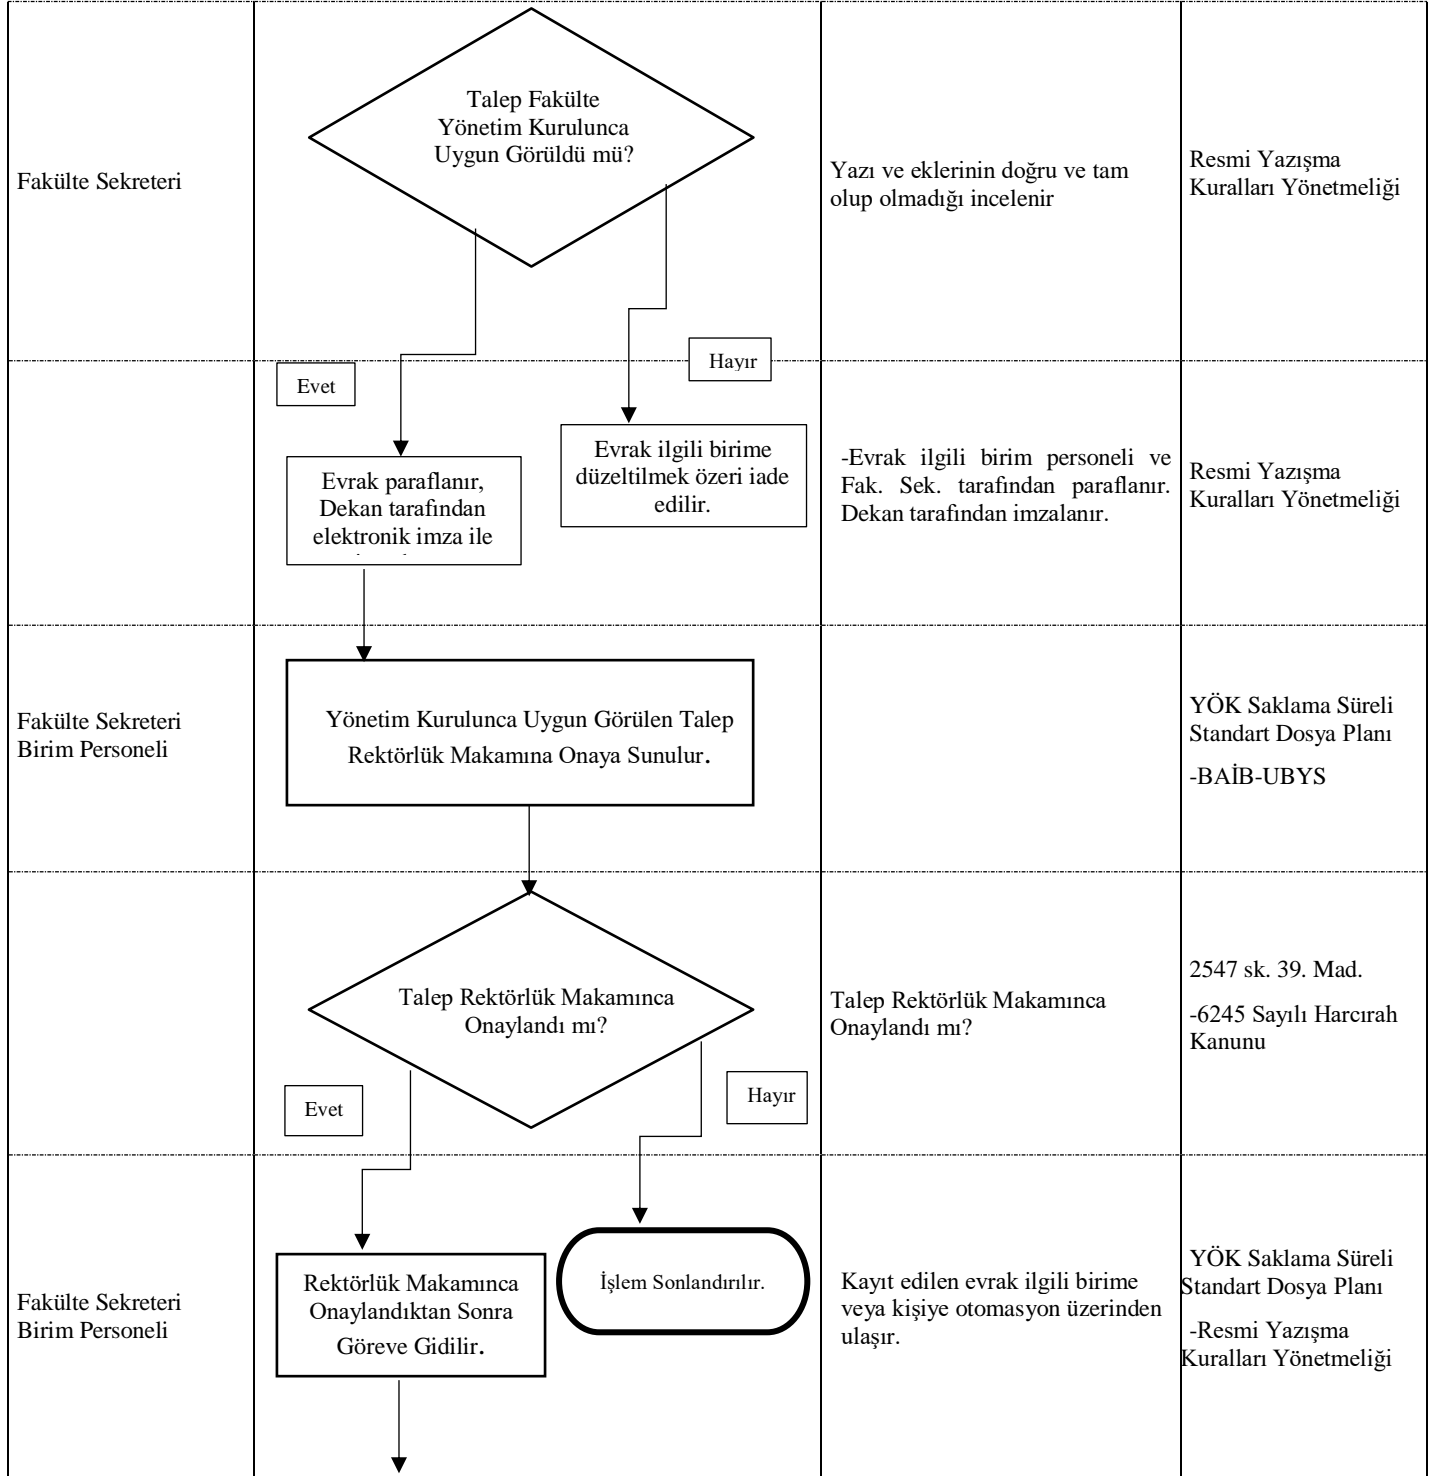 Talep Fakülte
Yönetim Kurulunca
Uygun Görüldü mü?
Fakülte Sekreteri
Yazı ve eklerinin doğru ve tam
olup olmadığı incelenir
Resmi Yazışma
Kuralları Yönetmeliği
Evet
Hayır
Evrak paraflanır,
Dekan tarafından
elektronik imza ile
Evrak ilgili birime
düzeltilmek özeri iade
edilir.
-Evrak ilgili birim personeli ve
Fak. Sek. tarafından paraflanır.
Dekan tarafından imzalanır.
Resmi Yazışma
Kuralları Yönetmeliği
Fakülte Sekreteri
Birim Personeli
Yönetim Kurulunca Uygun Görülen Talep
Rektörlük Makamına Onaya Sunulur.
YÖK Saklama Süreli
Standart Dosya Planı
-BAİB-UBYS
Talep Rektörlük Makamınca
Onaylandı mı?
Talep Rektörlük Makamınca
Onaylandı mı?
2547 sk. 39. Mad.
-6245 Sayılı Harcırah
Kanunu
Evet
Hayır
Fakülte Sekreteri
Birim Personeli
Rektörlük Makamınca
Onaylandıktan Sonra
Göreve Gidilir.
İşlem Sonlandırılır.
Kayıt edilen evrak ilgili birime
veya kişiye otomasyon üzerinden
ulaşır.
YÖK Saklama Süreli
Standart Dosya Planı
-Resmi Yazışma
Kuralları Yönetmeliği